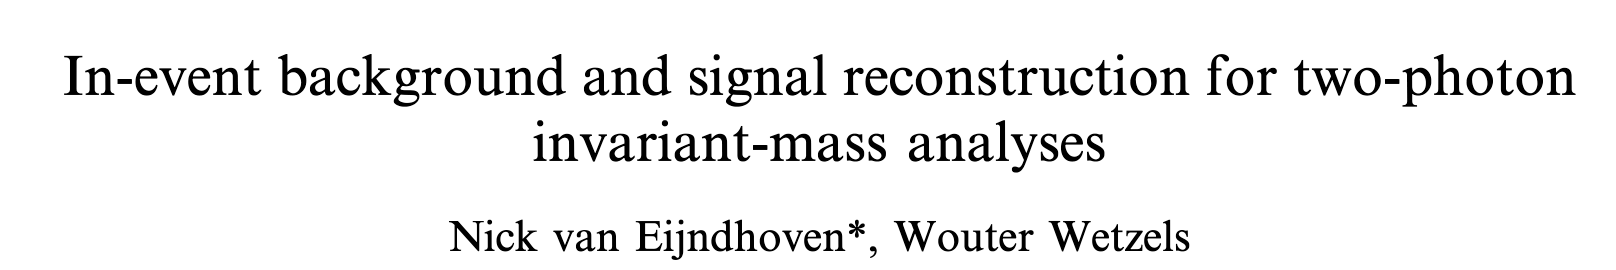 In-event background and signal reconstruction for two-photon
invariant-mass analyses
Nick van Eijndhoven*, Wouter Wetzels